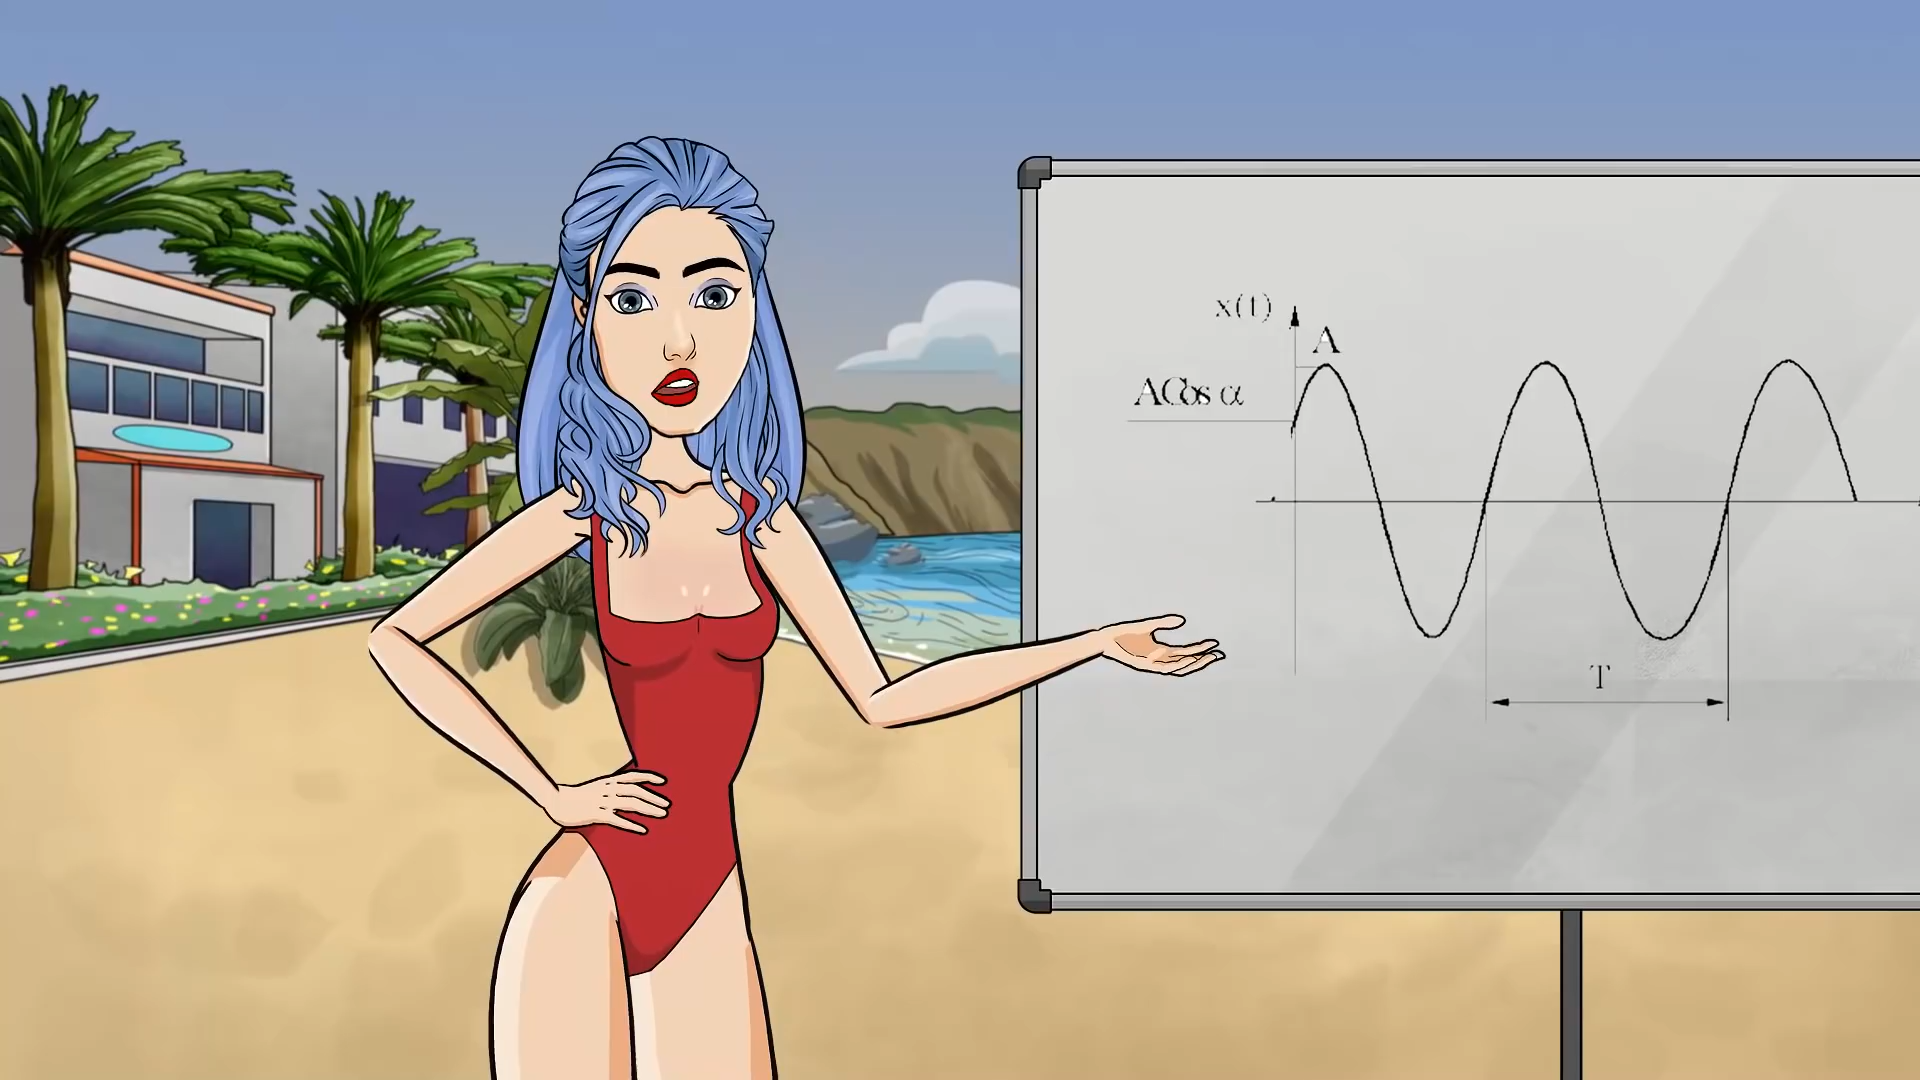 x(t)
A
ACos α
T